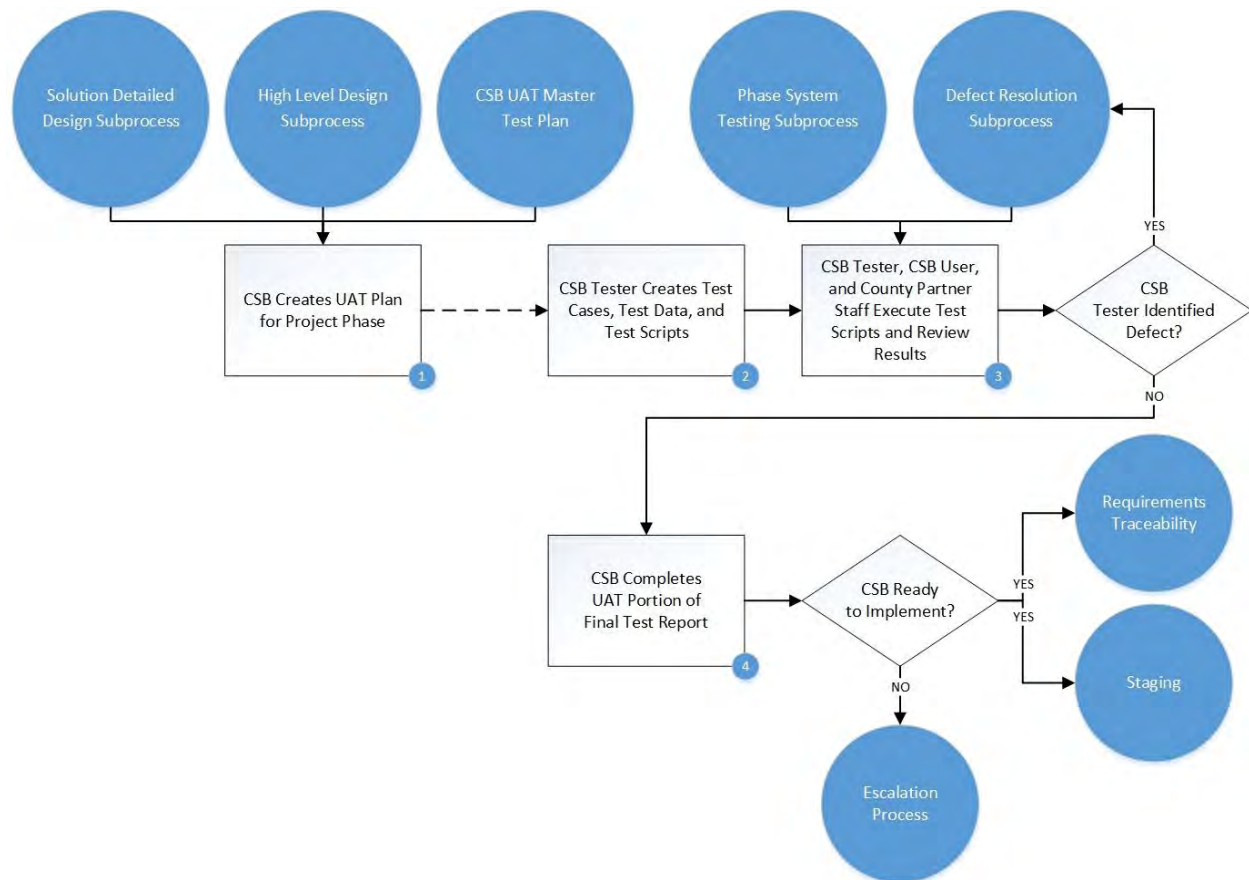 Solution Detailed
Design Subprocess
High Level Design
Subprocess
CSB UAT Master
Test Plan
Phase System
Testing Subprocess
Defect Resolution
Subprocess
YES
CSB Creates UAT Plan
for Project Phase
1
CSB Tester Creates Test
Cases, Test Data, and
Test Scripts
2
CSB Tester, CSB User,
and County Partner
Staff Execute Test
Scripts and Review
Results
3
CSB
Tester Identified
Defect?
NO
CSB Completes
UAT Portion of
Final Test Report
4
CSB Ready
to Implement?
YES
YES
Requirements
Traceability
Staging
NO
Escalation
Process